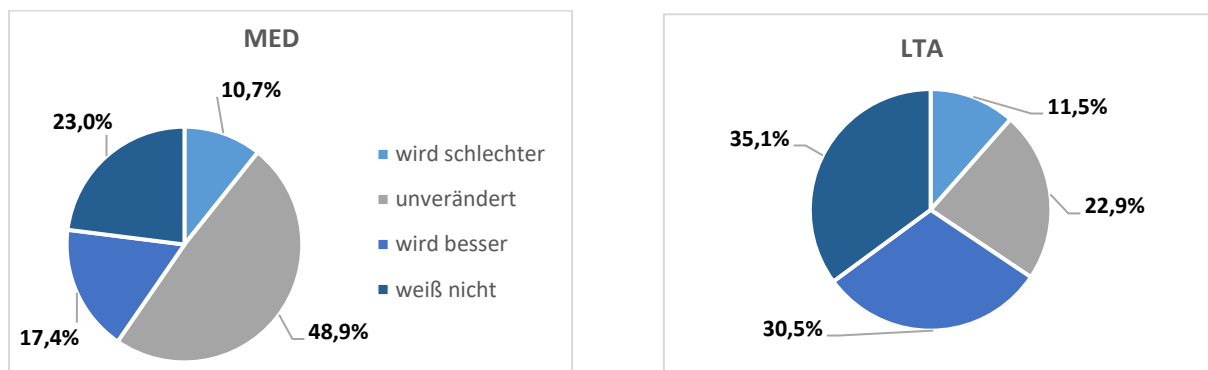 MED
10,7%
23,0%
17,4%
48,9%
wird schlechter
unverändert
wird besser
weiß nicht
LTA
11,5%
35,1%
22,9%
30,5%